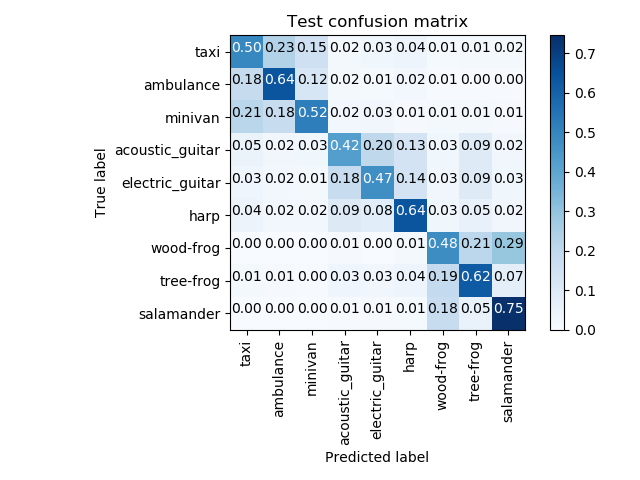 Test confusion matrix
taxi 0.50 0.23 0.15 0.02 0.03 0.04 0.01 0.01 0.02
ambulance 0.18 0.64 0.12 0.02 0.01 0.02 0.01 0.00 0.00
minivan 0.21 0.18 0.52 0.02 0.03 0.01 0.01 0.01 0.01
acoustic_guitar 0.05 0.02 0.03 0.42 0.20 0.13 0.03 0.09 0.02
electric_guitar 0.03 0.02 0.01 0.18 0.47 0.14 0.03 0.09 0.03
harp 0.04 0.02 0.02 0.09 0.08 0.64 0.03 0.05 0.02
wood-frog 0.00 0.00 0.00 0.01 0.00 0.01 0.48 0.21 0.29
tree-frog 0.01 0.01 0.00 0.03 0.03 0.04 0.19 0.62 0.07
salamander 0.00 0.00 0.00 0.01 0.01 0.01 0.18 0.05 0.75
True label
taxi
ambulance
minivan
acoustic_guitar
electric_guitar
harp
wood-frog
tree-frog
salamander
Predicted label
0.7
0.6
0.5
0.4
0.3
0.2
0.1
0.0